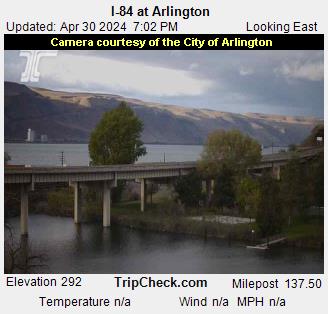 I-84 at Arlington
Updated: Apr 30 2024 7:02 PM Looking East
Camera courtesy of the City of Arlington
Elevation 292 TripCheck.com Milepost 137.50
Temperature n/a Wind n/a MPH n/a